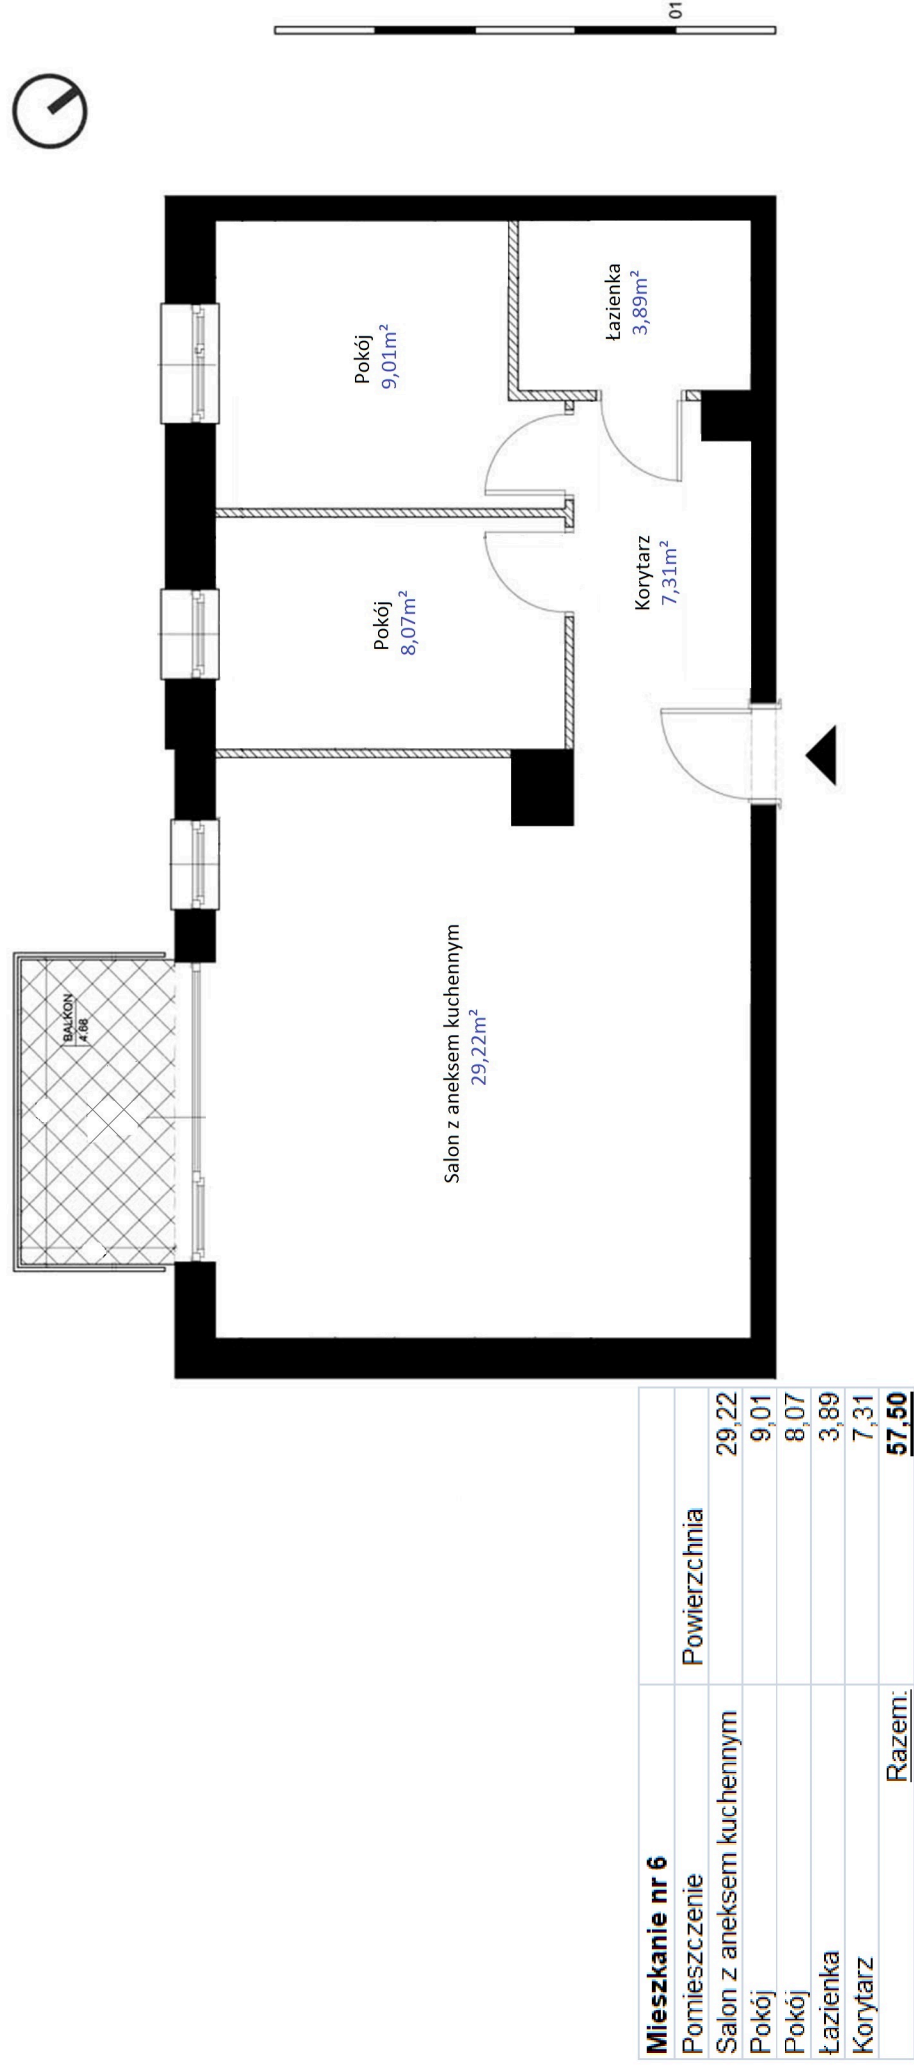 01
BALKON
4.68
Pokój
9,01m²
Łazienka
3,89m²
Pokój
8,07m²
Korytarz
7,31m²
Salon z aneksem kuchennym
29,22m²
Mieszkanie nr 6
Pomieszczenie Powierzchnia
Salon z aneksem kuchennym 29,22
Pokój 9,01
Pokój 8,07
Łazienka 3,89
Korytarz 7,31
Razem: 57,50